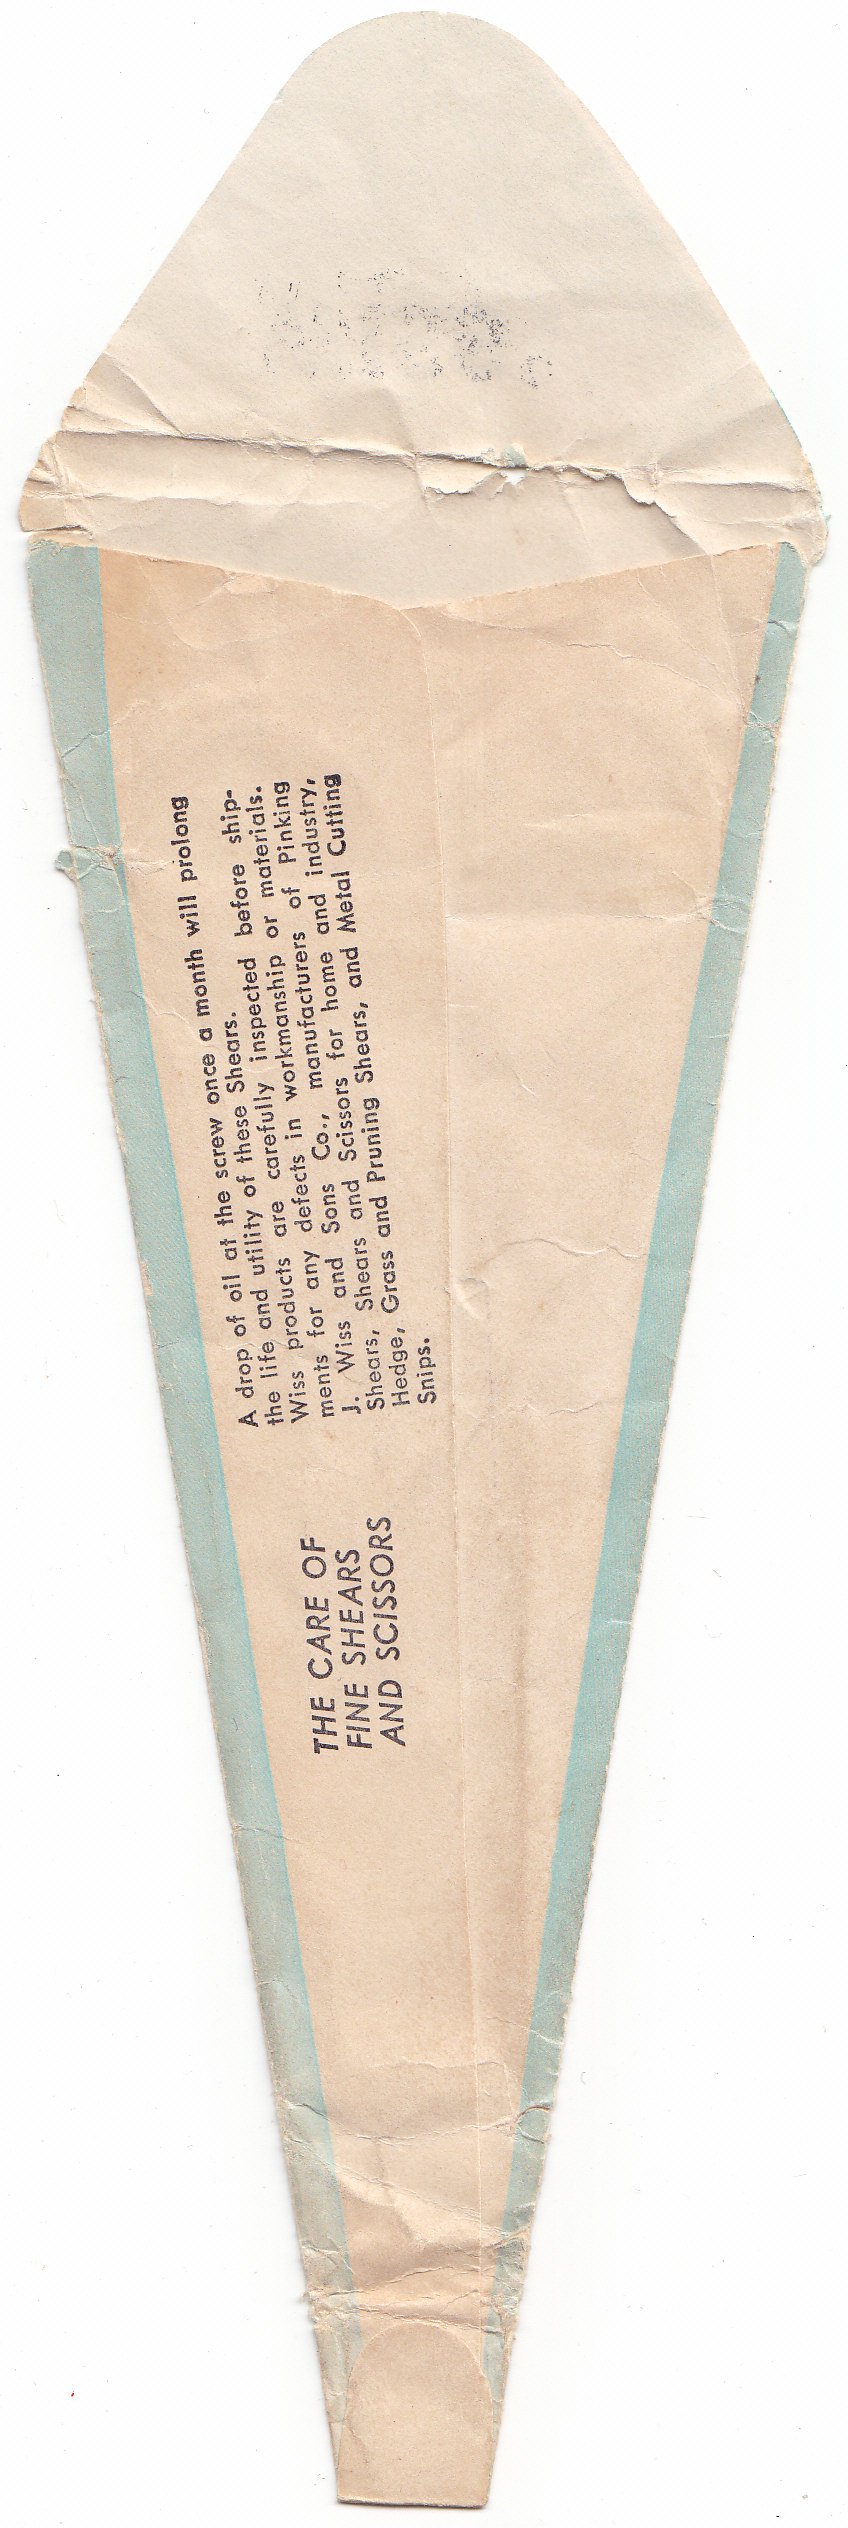 THE CARE OF
FINE SHEARS
AND SCISSORS
A drop of oil at the screw once a month will prolong
the life and utility of these Shears.
Wiss products are carefully inspected before ship-
ments for any defects in workmanship or materials.
J. Wiss and Sons Co., manufacturers of Pinking
Shears, Shears and Scissors for home and industry,
Hedge, Grass and Pruning Shears, and Metal Cutting
Snips.